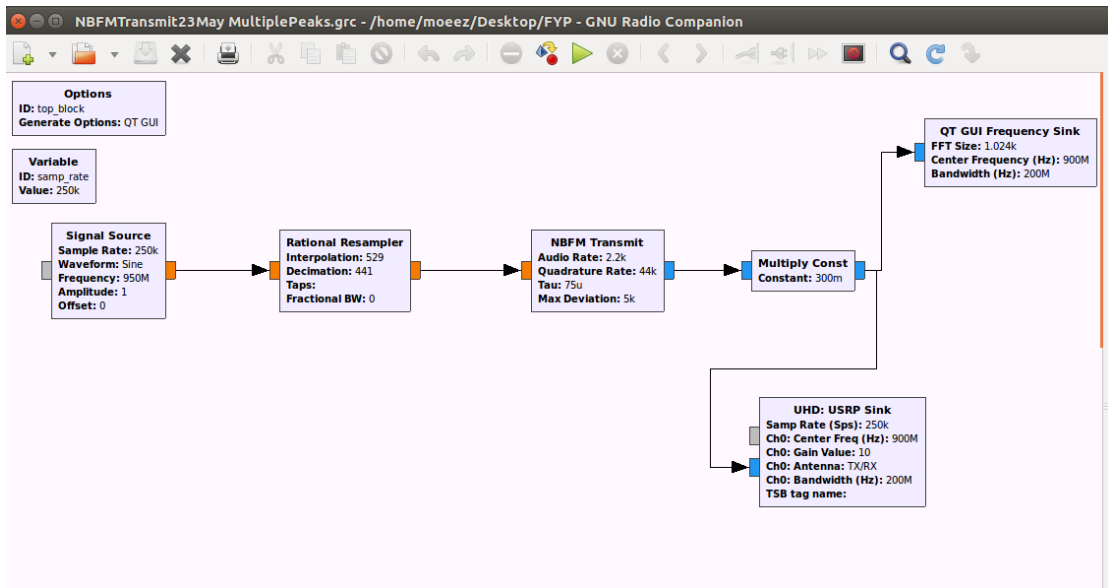 NBFMTransmit23May MultiplePeaks.grc - /home/moeez/Desktop/FYP - GNU Radio Companion
Options
ID: top_block
Generate Options: QT GUI
Variable
ID: samp_rate
Value: 250k
Signal Source
Sample Rate: 250k
Waveform: Sine
Frequency: 950M
Amplitude: 1
Offset: 0
Rational Resampler
Interpolation: 529
Decimation: 441
Taps:
Fractional BW: 0
NBFM Transmit
Audio Rate: 2.2k
Quadrature Rate: 44k
Tau: 75u
Max Deviation: 5k
Multiply Const
Constant: 300m
QT GUI Frequency Sink
FFT Size: 1.024k
Center Frequency (Hz): 900M
Bandwidth (Hz): 200M
UHD: USRP Sink
Samp Rate (Sps): 250k
Ch0: Center Freq (Hz): 900M
Ch0: Gain Value: 10
Ch0: Antenna: TX/RX
Ch0: Bandwidth (Hz): 200M
TSB tag name: